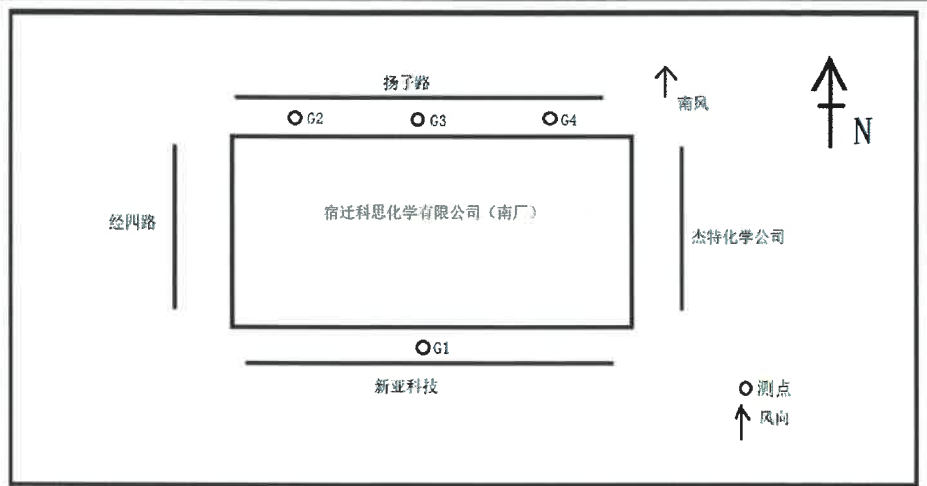 扬子路
南风
G2
G3
G4
N
宿迁科思化学有限公司（南厂）
经四路
杰特化学公司
G1
新亚科技
测点
风向